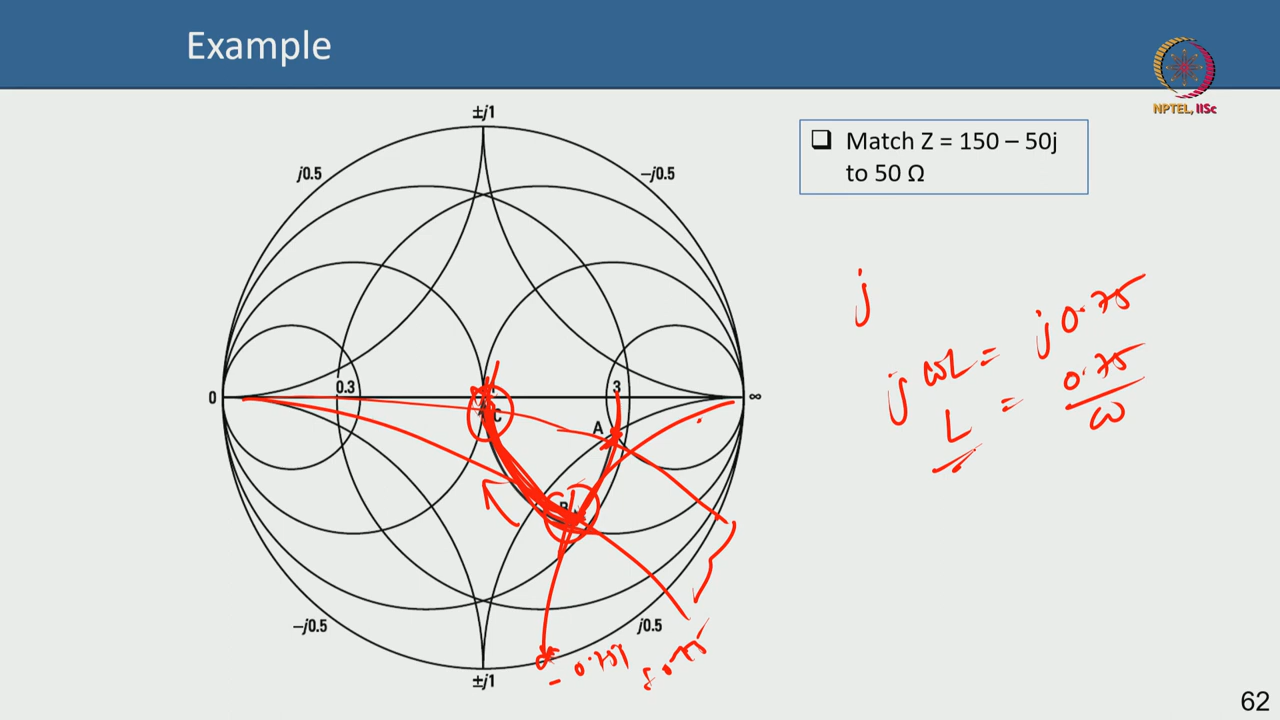 Example
NPTEL, IISc
❑ Match Z = 150 – 50j
to 50 Ω
±j1
j0.5
–j0.5
j
jωL = j0.75
L = 0.75/ω
0
0.3
3
∞
C
A
B
–j0.5
j0.5
±j1
62